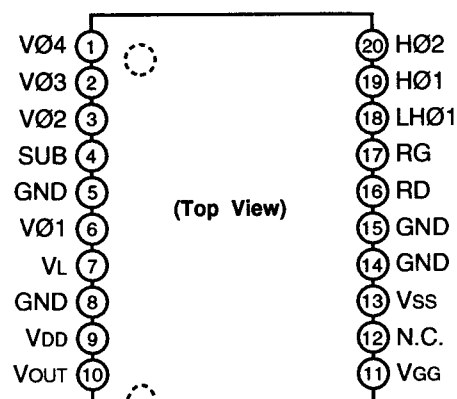 VØ4 1 20 HØ2
VØ3 2 19 HØ1
VØ2 3 18 LHØ1
SUB 4 17 RG
GND 5 16 RD
(Top View)
VØ1 6 15 GND
VL 7 14 GND
GND 8 13 VSS
VDD 9 12 N.C.
VOUT 10 11 VGG